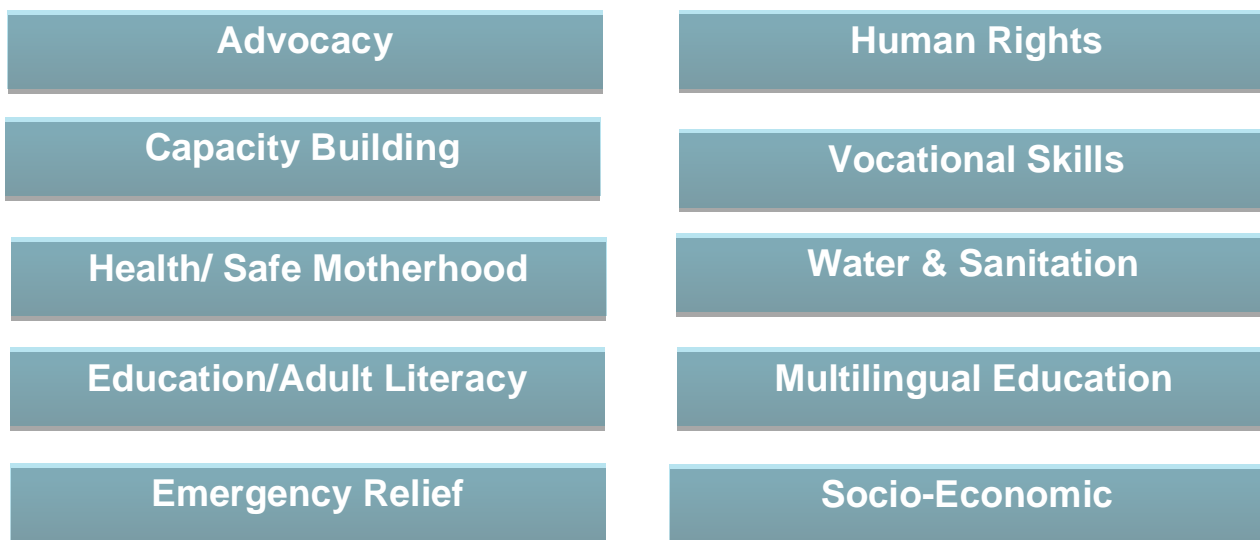 Advocacy
Human Rights
Capacity Building
Vocational Skills
Health/ Safe Motherhood
Water & Sanitation
Education/Adult Literacy
Multilingual Education
Emergency Relief
Socio-Economic